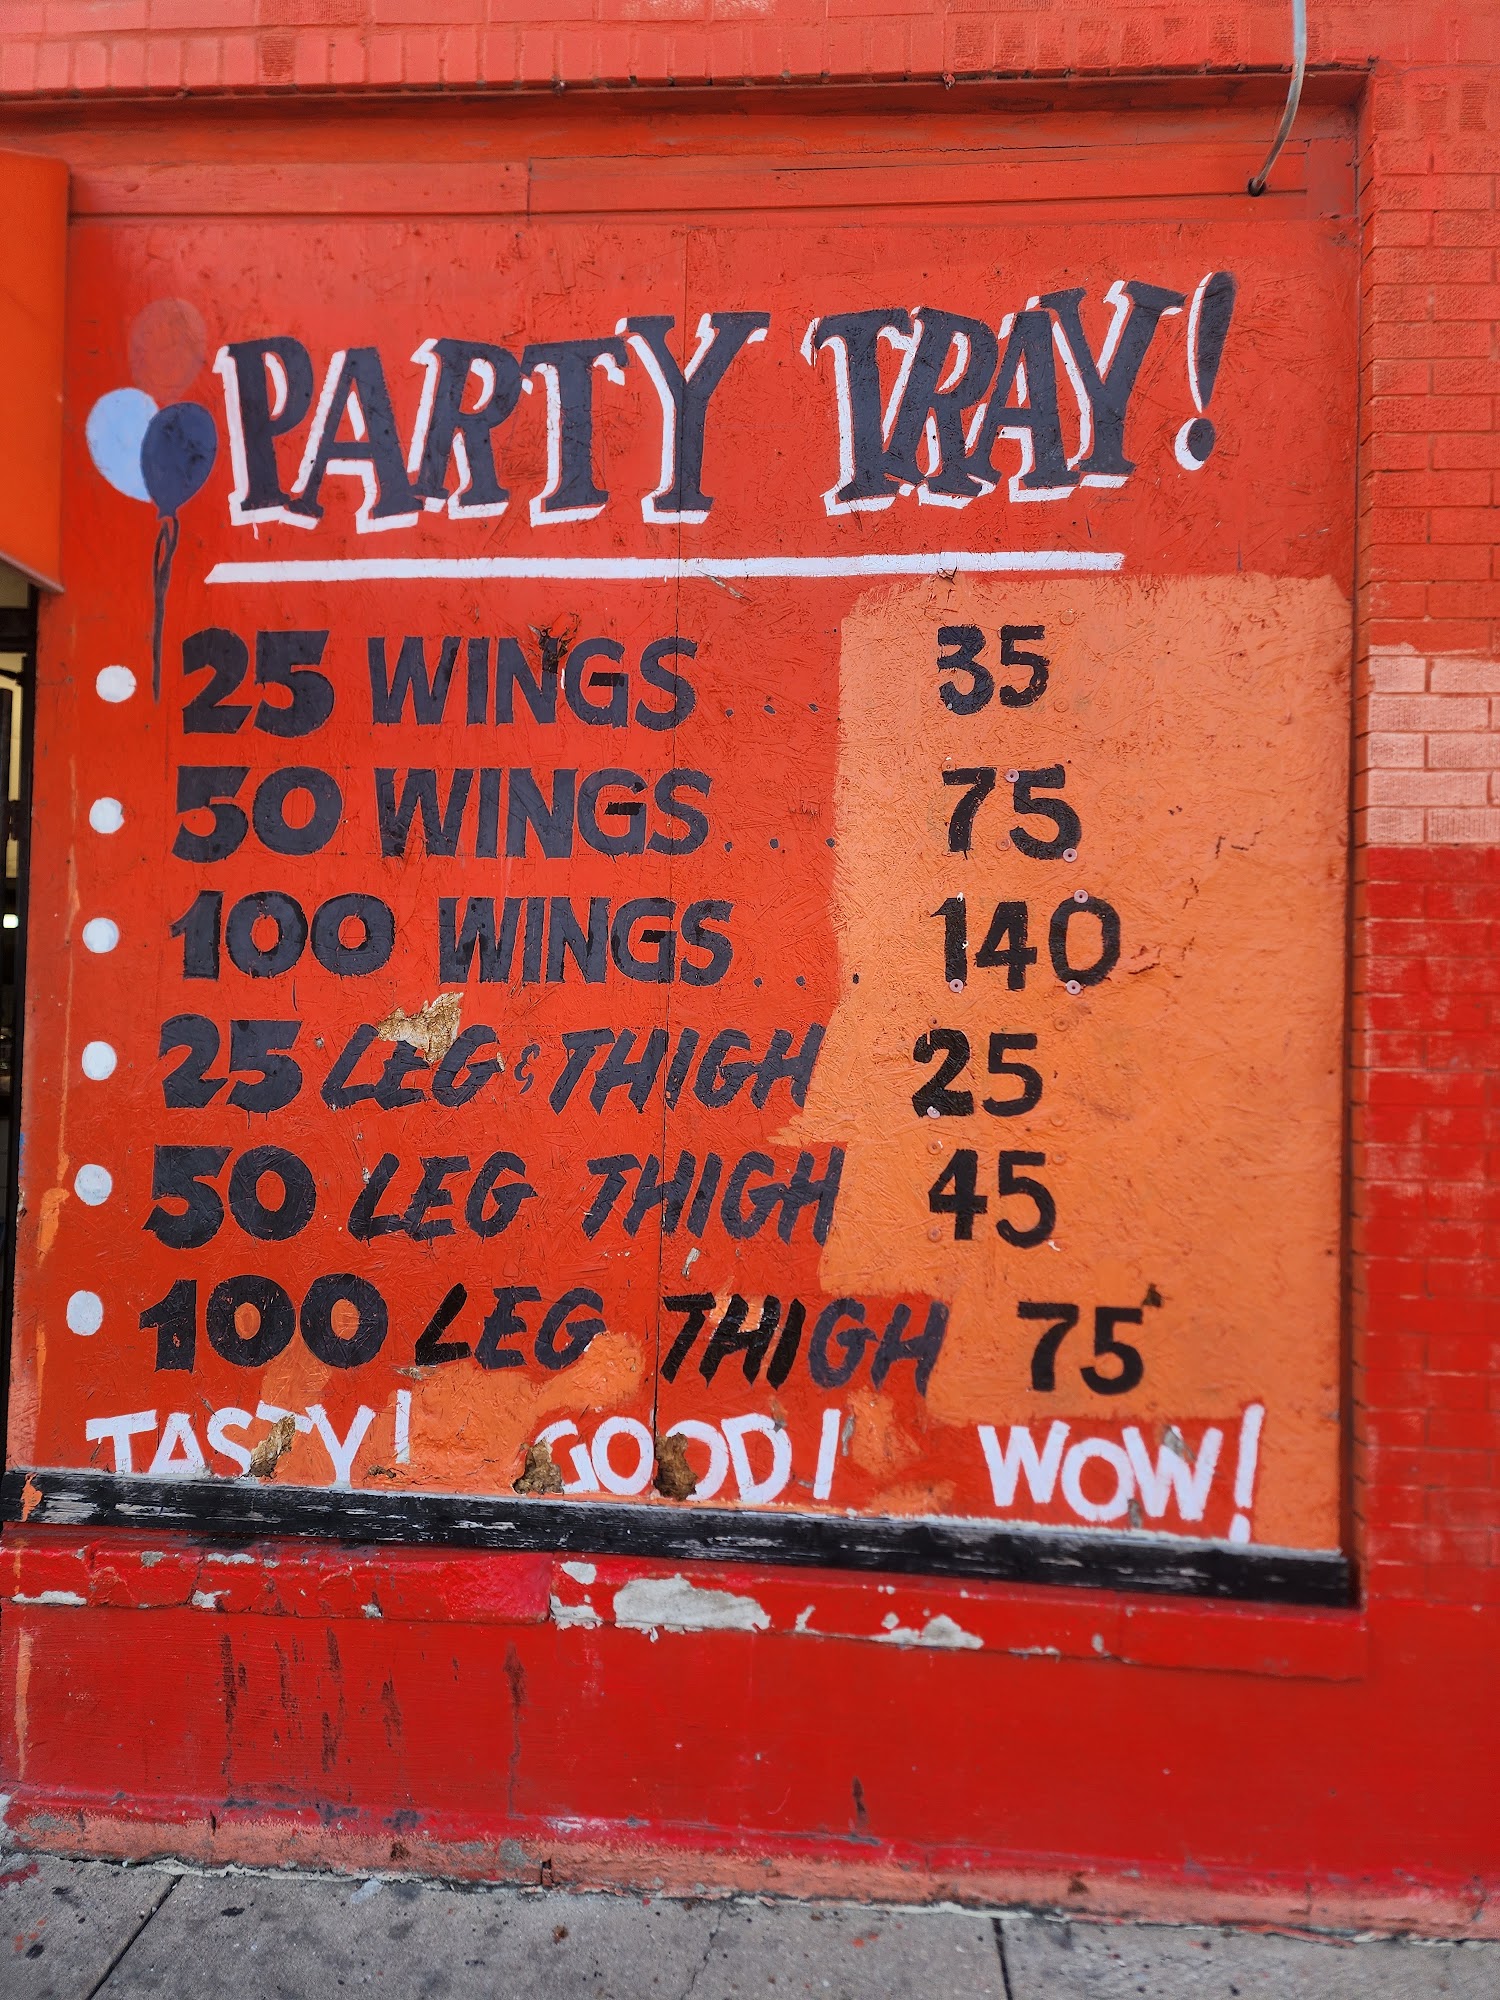 PARTY TRAY!
25 WINGS... 35
50 WINGS... 75
100 WINGS.... 140
25 LEG & THIGH 25
50 LEG THIGH 45
100 LEG THIGH 75
TASTY! GOOD! WOW!